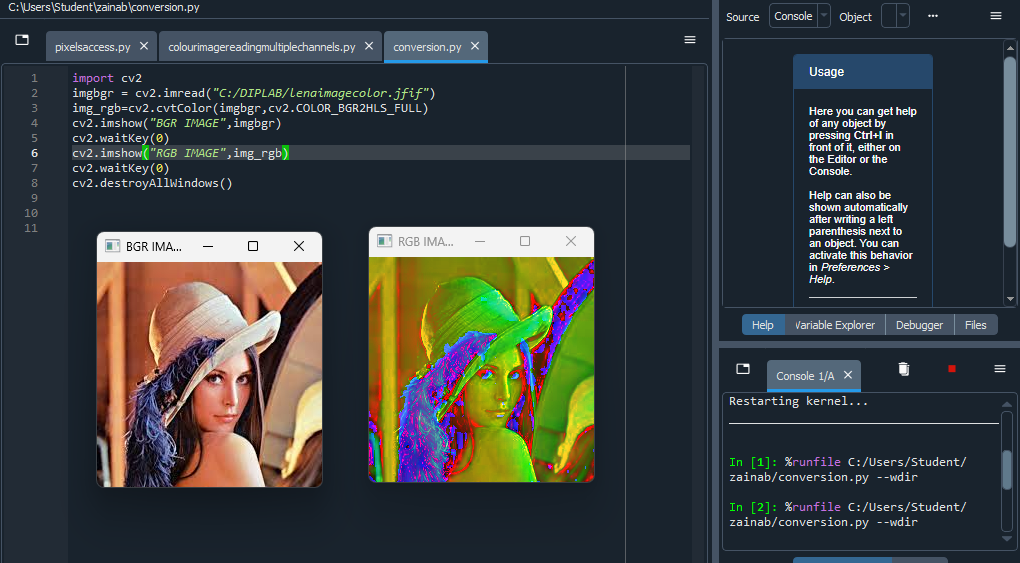 C:\Users\Student\zainab\conversion.py
pixelsaccess.py
colourimagereadingmultiplechannels.py
conversion.py
1 import cv2
2 imgbgr = cv2.imread("C:/DIPLAB/lenaimagecolor.jfif")
3 img_rgb=cv2.cvtColor(imgbgr,cv2.COLOR_BGR2HLS_FULL)
4 cv2.imshow("BGR IMAGE",imgbgr)
5 cv2.waitKey(0)
6 cv2.imshow("RGB IMAGE",img_rgb)
7 cv2.waitKey(0)
8 cv2.destroyAllWindows()
9
10
11
BGR IMA...
RGB IMA...
Source Console Object
Usage
Here you can get help
of any object by
pressing Ctrl+I in
front of it, either on
the Editor or the
Console.
Help can also be
shown automatically
after writing a left
parenthesis next to
an object. You can
activate this behavior
in Preferences >
Help.
Help Variable Explorer Debugger Files
Console 1/A
Restarting kernel...
In [1]: %runfile C:/Users/Student/
zainab/conversion.py --wdir
In [2]: %runfile C:/Users/Student/
zainab/conversion.py --wdir